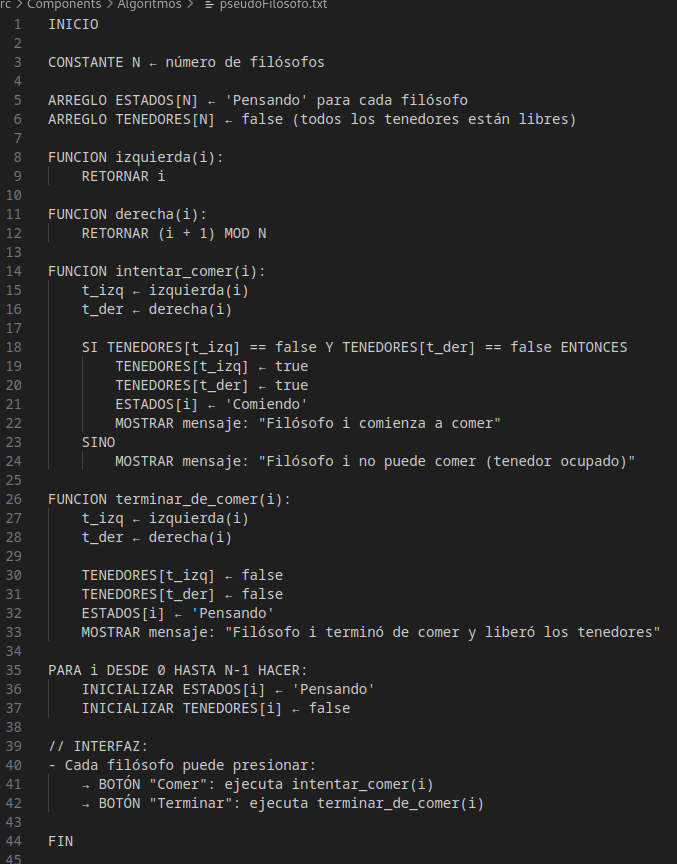 rc > Components > Algoritmos > pseudoFilosofo.txt
1 INICIO
2
3 CONSTANTE N ← número de filósofos
4
5 ARREGLO ESTADOS[N] ← 'Pensando' para cada filósofo
6 ARREGLO TENEDORES[N] ← false (todos los tenedores están libres)
7
8 FUNCION izquierda(i):
9     RETORNAR i
10
11 FUNCION derecha(i):
12     RETORNAR (i + 1) MOD N
13
14 FUNCION intentar_comer(i):
15     t_izq ← izquierda(i)
16     t_der ← derecha(i)
17
18     SI TENEDORES[t_izq] == false Y TENEDORES[t_der] == false ENTONCES
19         TENEDORES[t_izq] ← true
20         TENEDORES[t_der] ← true
21         ESTADOS[i] ← 'Comiendo'
22         MOSTRAR mensaje: "Filósofo i comienza a comer"
23     SINO
24         MOSTRAR mensaje: "Filósofo i no puede comer (tenedor ocupado)"
25
26 FUNCION terminar_de_comer(i):
27     t_izq ← izquierda(i)
28     t_der ← derecha(i)
29
30     TENEDORES[t_izq] ← false
31     TENEDORES[t_der] ← false
32     ESTADOS[i] ← 'Pensando'
33     MOSTRAR mensaje: "Filósofo i terminó de comer y liberó los tenedores"
34
35 PARA i DESDE 0 HASTA N-1 HACER:
36     INICIALIZAR ESTADOS[i] ← 'Pensando'
37     INICIALIZAR TENEDORES[i] ← false
38
39 // INTERFAZ:
40 - Cada filósofo puede presionar:
41     → BOTÓN "Comer": ejecuta intentar_comer(i)
42     → BOTÓN "Terminar": ejecuta terminar_de_comer(i)
43
44 FIN
45